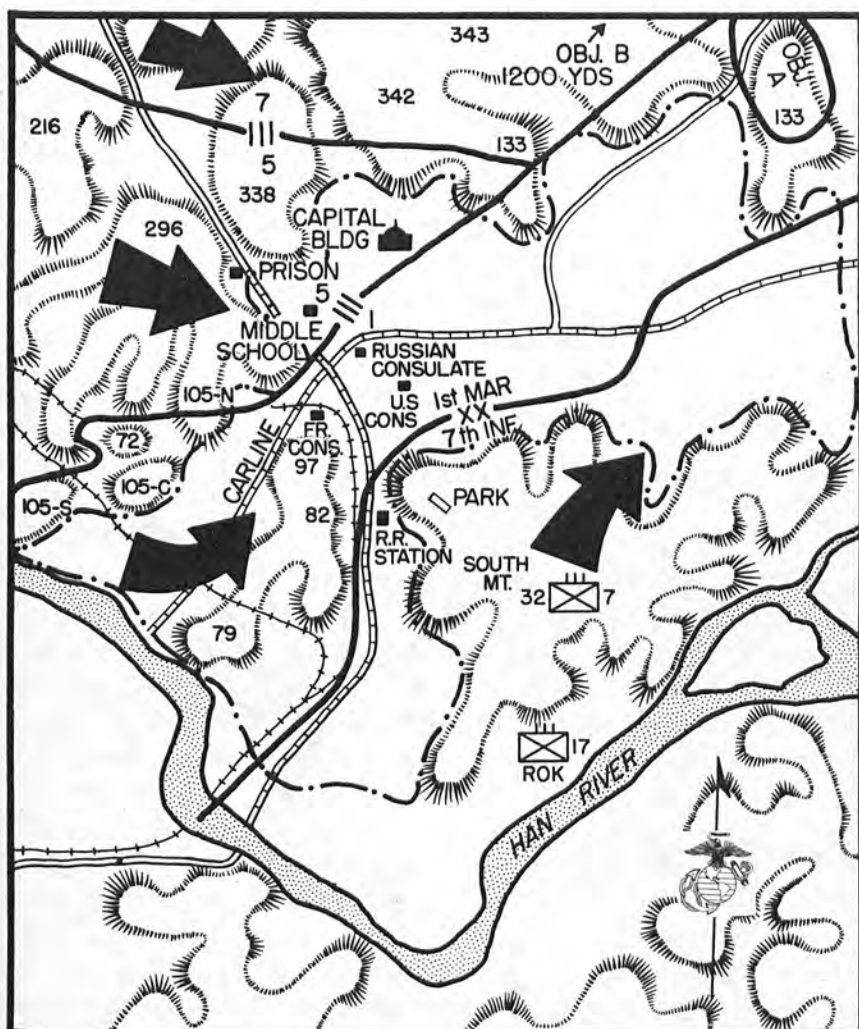 343
OBJ. B
1200 YDS
OBJ.
A
133
342
7
5
338
216
133
296
CAPITAL
BLDG
PRISON
5
1
MIDDLE
SCHOOL
RUSSIAN
CONSULATE
U.S
CONS
1st MAR
XX
7th INF
105-N
72
105-C
105-S
CARLINE
FR.
CONS.
97
82
R.R.
STATION
PARK
SOUTH
MT.
32
7
79
17
ROK
HAN RIVER